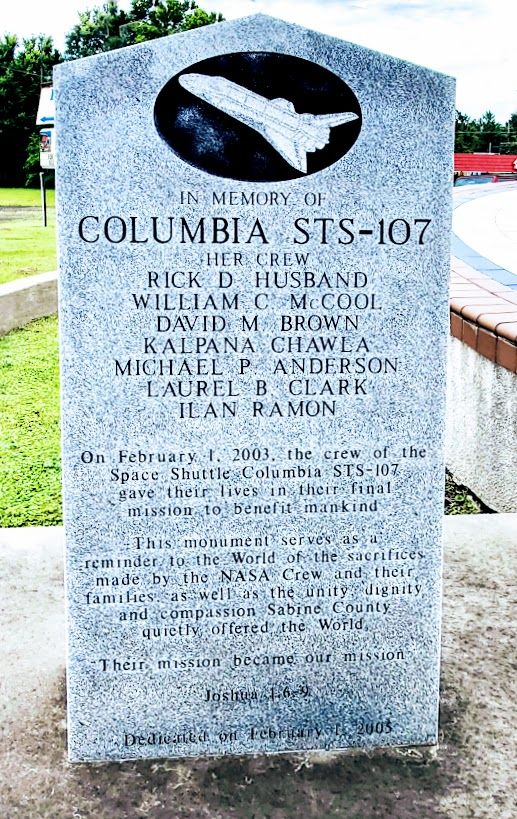 IN MEMORY OF
COLUMBIA STS-107
HER CREW
RICK D HUSBAND
WILLIAM C McCOOL
DAVID M BROWN
KALPANA CHAWLA
MICHAEL P. ANDERSON
LAUREL B CLARK
ILAN RAMON
On February 1, 2003, the crew of the
Space Shuttle Columbia STS-107
gave their lives in their final
mission to benefit mankind
This monument serves as a
reminder to the World of the sacrifices
made by the NASA Crew and their
families, as well as the unity, dignity
and compassion Sabine County
quietly offered the World.
"Their mission became our mission"
Joshua 1:6-9
Dedicated on February 1, 2005